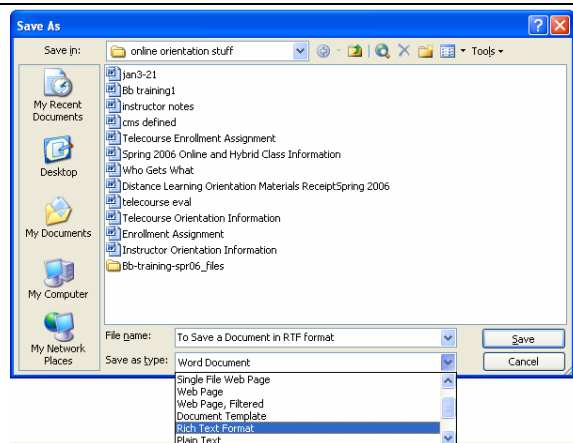 Save As
Save in:
online orientation stuff
Tools
My Recent
Documents
Desktop
My Documents
My Computer
My Network
Places
jan3-21
Bb training1
instructor notes
cms defined
Telecourse Enrollment Assignment
Spring 2006 Online and Hybrid Class Information
Who Gets What
Distance Learning Orientation Materials ReceiptSpring 2006
telecourse eval
Telecourse Orientation Information
Enrollment Assignment
Instructor Orientation Information
Bb-training-spr06_files
File name:
To Save a Document in RTF format
Save
Save as type:
Word Document
Cancel
Single File Web Page
Web Page
Web Page, Filtered
Document Template
Rich Text Format
Plain Text